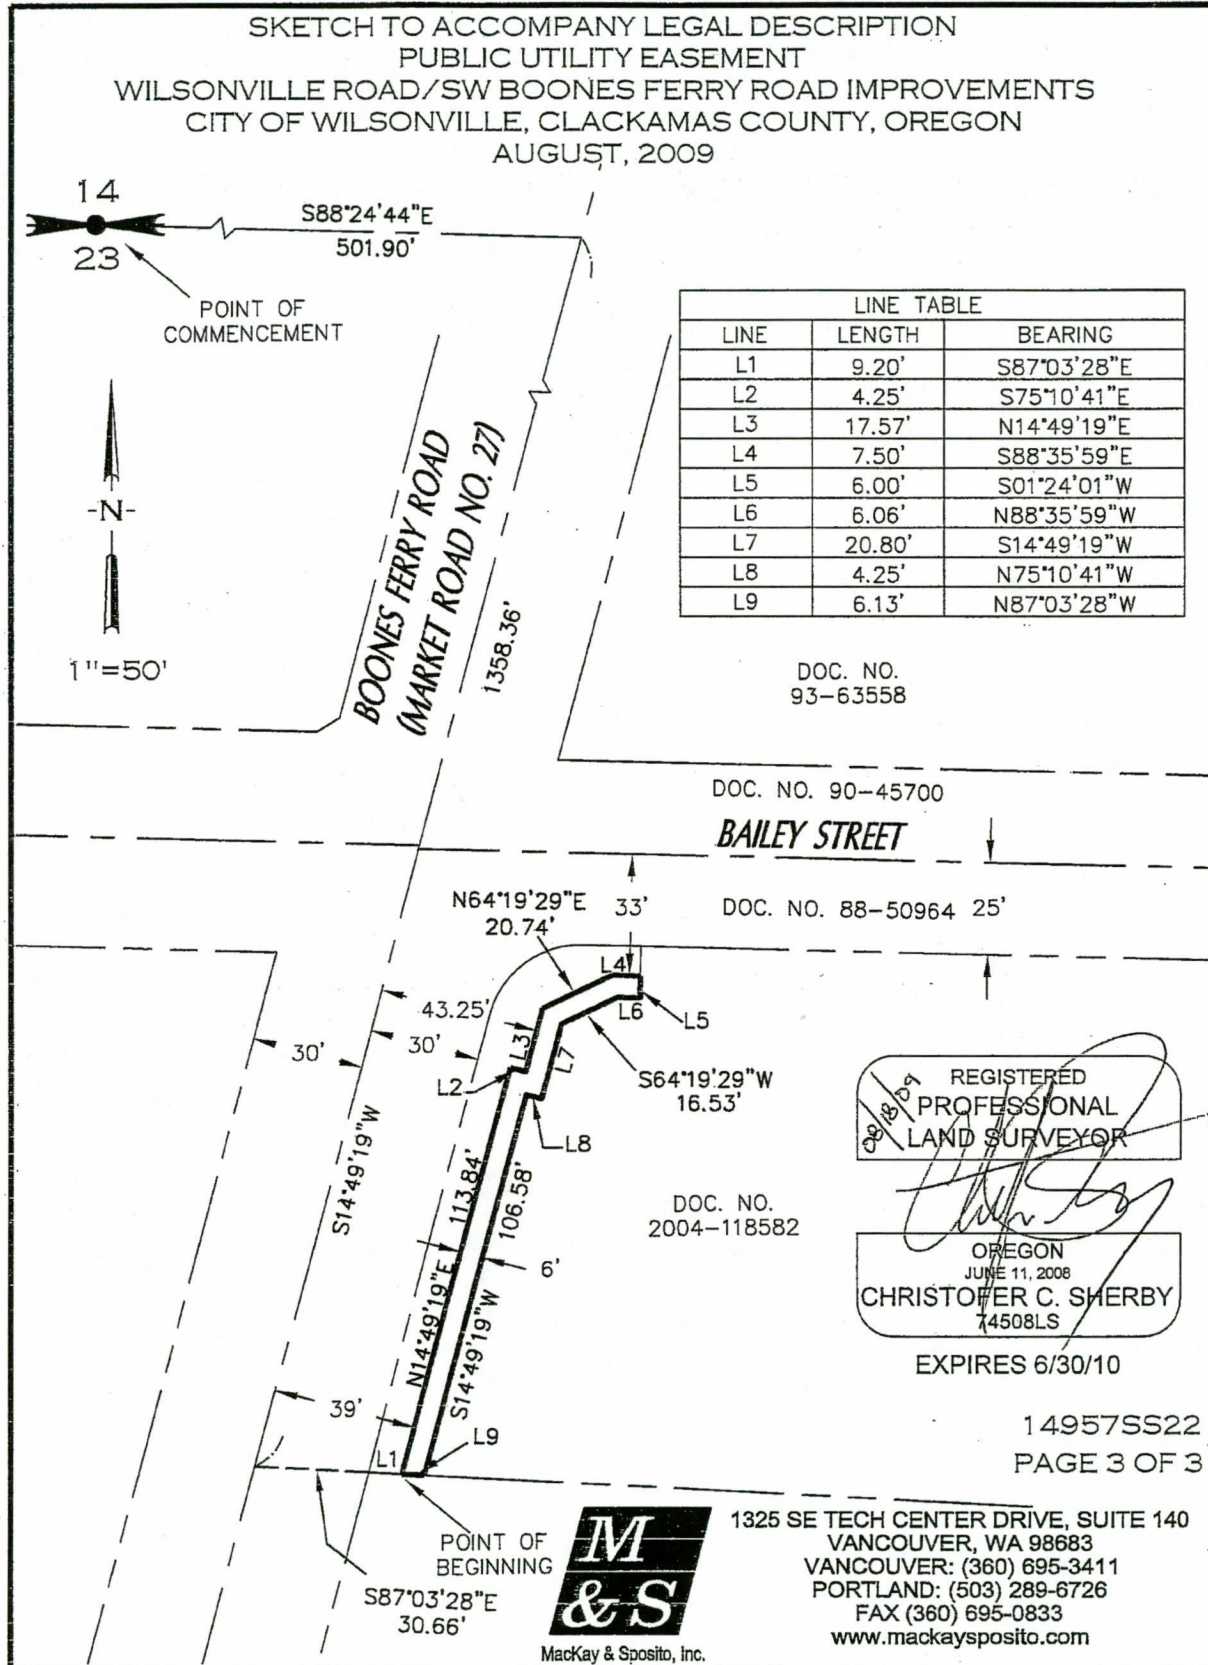 SKETCH TO ACCOMPANY LEGAL DESCRIPTION
PUBLIC UTILITY EASEMENT
WILSONVILLE ROAD/SW BOONES FERRY ROAD IMPROVEMENTS
CITY OF WILSONVILLE, CLACKAMAS COUNTY, OREGON
AUGUST, 2009
14
23
S88°24'44"E
501.90'
POINT OF
COMMENCEMENT
LINE TABLE
LINE LENGTH BEARING
L1 9.20' S87°03'28"E
L2 4.25' S75°10'41"E
L3 17.57' N14°49'19"E
L4 7.50' S88°35'59"E
L5 6.00' S01°24'01"W
L6 6.06' N88°35'59"W
L7 20.80' S14°49'19"W
L8 4.25' N75°10'41"W
L9 6.13' N87°03'28"W
-N-
1"=50'
BOONES FERRY ROAD
(MARKET ROAD NO. 27)
1358.36'
DOC. NO.
93-63558
DOC. NO. 90-45700
BAILEY STREET
N64°19'29"E
20.74'
33'
DOC. NO. 88-50964 25'
L4
L6
L5
43.25'
30'
30'
L3
L7
L2
S64°19'29"W
16.53'
L8
S14°49'19"W
113.84'
106.58'
N14°49'19"E
S14°49'19"W
6'
DOC. NO.
2004-118582
08/18/09
REGISTERED
PROFESSIONAL
LAND SURVEYOR
OREGON
JUNE 11, 2008
CHRISTOFER C. SHERBY
74508LS
EXPIRES 6/30/10
39'
L9
L1
14957SS22
PAGE 3 OF 3
POINT OF
BEGINNING
S87°03'28"E
30.66'
M
& S
MacKay & Sposito, Inc.
1325 SE TECH CENTER DRIVE, SUITE 140
VANCOUVER, WA 98683
VANCOUVER: (360) 695-3411
PORTLAND: (503) 289-6726
FAX (360) 695-0833
www.mackaysposito.com